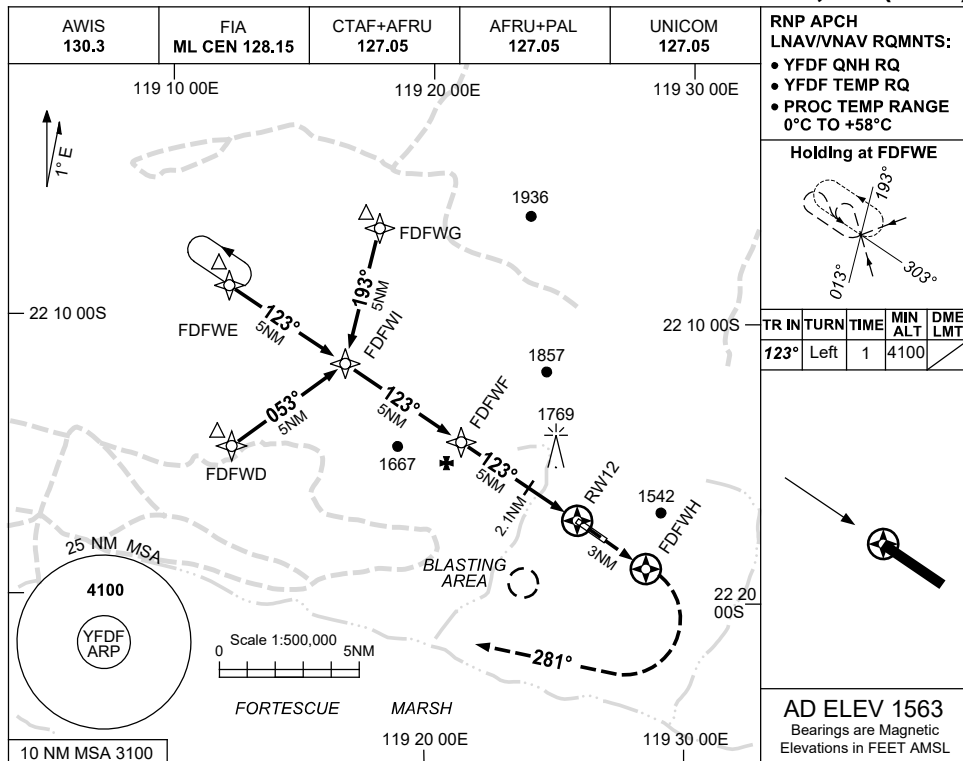 AWIS
130.3
FIA
ML CEN 128.15
CTAF+AFRU
127.05
AFRU+PAL
127.05
UNICOM
127.05
RNP APCH
LNAV/VNAV RQMNTS:
• YFDF QNH RQ
• YFDF TEMP RQ
• PROC TEMP RANGE
0°C TO +58°C
119 10 00E
119 20 00E
119 30 00E
1° E
Holding at FDFWE
193°
013°
303°
TR IN TURN TIME MIN ALT DME LMT
123° Left 1 4100
1936
FDFWG
193°
5NM
FDFWE
123°
5NM
FDFWI
22 10 00S
22 10 00S
053°
5NM
FDFWD
123°
5NM
FDFWF
1857
1769
1667
123°
5NM
2.1NM
RW12
1542
3NM
FDFWH
BLASTING
AREA
25 NM MSA
4100
YFDF
ARP
10 NM MSA 3100
Scale 1:500,000
0 5NM
22 20
00S
281°
FORTESCUE MARSH
119 20 00E
119 30 00E
AD ELEV 1563
Bearings are Magnetic
Elevations in FEET AMSL